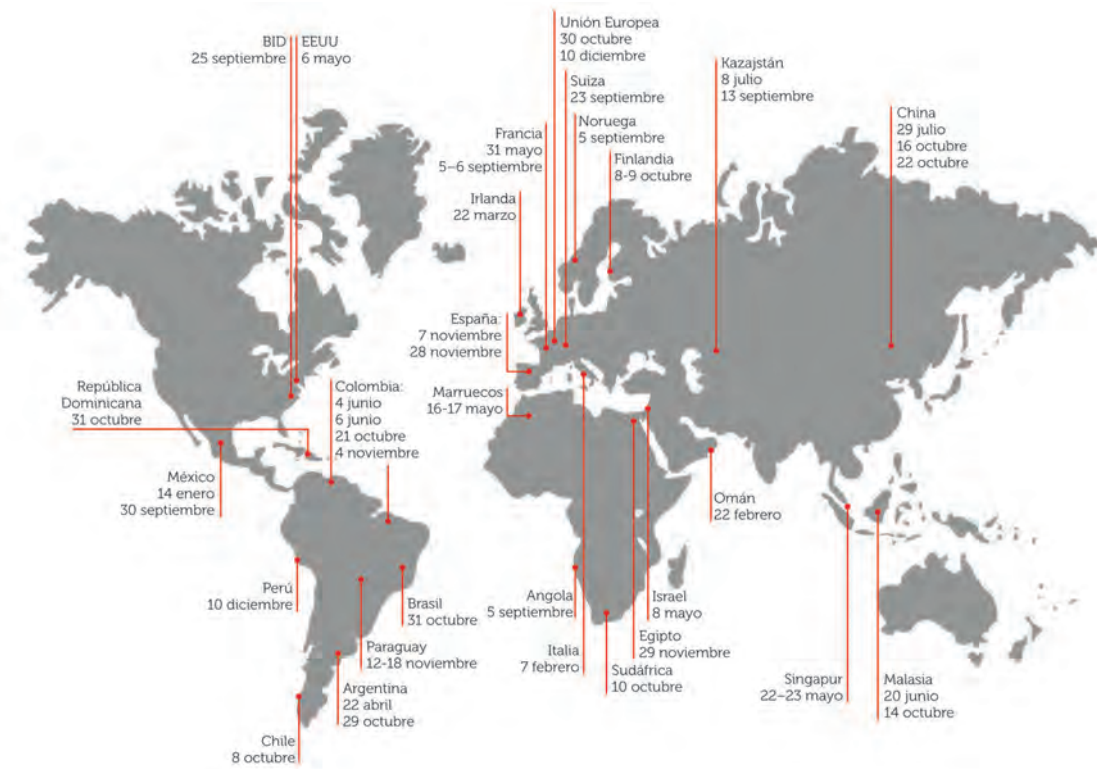 BID
25 septiembre
EEUU
6 mayo
Unión Europea
30 octubre
10 diciembre
Suiza
23 septiembre
Kazajstán
8 julio
13 septiembre
China
29 julio
16 octubre
22 octubre
Francia
31 mayo
5–6 septiembre
Noruega
5 septiembre
Finlandia
8-9 octubre
Irlanda
22 marzo
España:
7 noviembre
28 noviembre
Marruecos
16-17 mayo
República
Dominicana
31 octubre
Colombia:
4 junio
6 junio
21 octubre
4 noviembre
México
14 enero
30 septiembre
Omán
22 febrero
Perú
10 diciembre
Brasil
31 octubre
Paraguay
12-18 noviembre
Argentina
22 abril
29 octubre
Chile
8 octubre
Angola
5 septiembre
Israel
8 mayo
Egipto
29 noviembre
Italia
7 febrero
Sudáfrica
10 octubre
Singapur
22–23 mayo
Malasia
20 junio
14 octubre